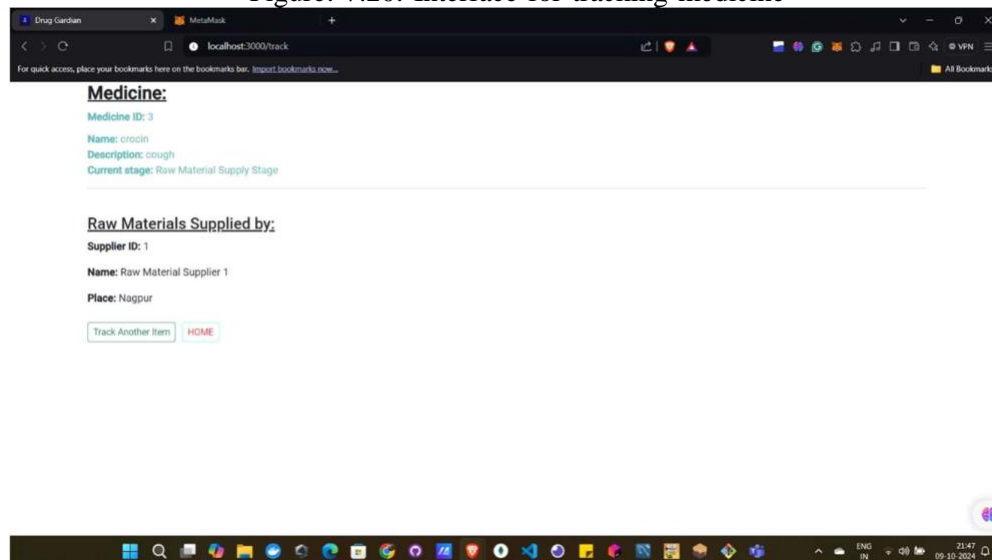 Figure: 7.20: Interface for tracking medicine
Drug Gardian
MetaMask
localhost:3000/track
VPN
For quick access, place your bookmarks here on the bookmarks bar. Import bookmarks now...
All Bookmarks
Medicine:
Medicine ID: 3
Name: crocin
Description: cough
Current stage: Raw Material Supply Stage
Raw Materials Supplied by:
Supplier ID: 1
Name: Raw Material Supplier 1
Place: Nagpur
Track Another Item
HOME
ENG
IN
21:47
09-10-2024